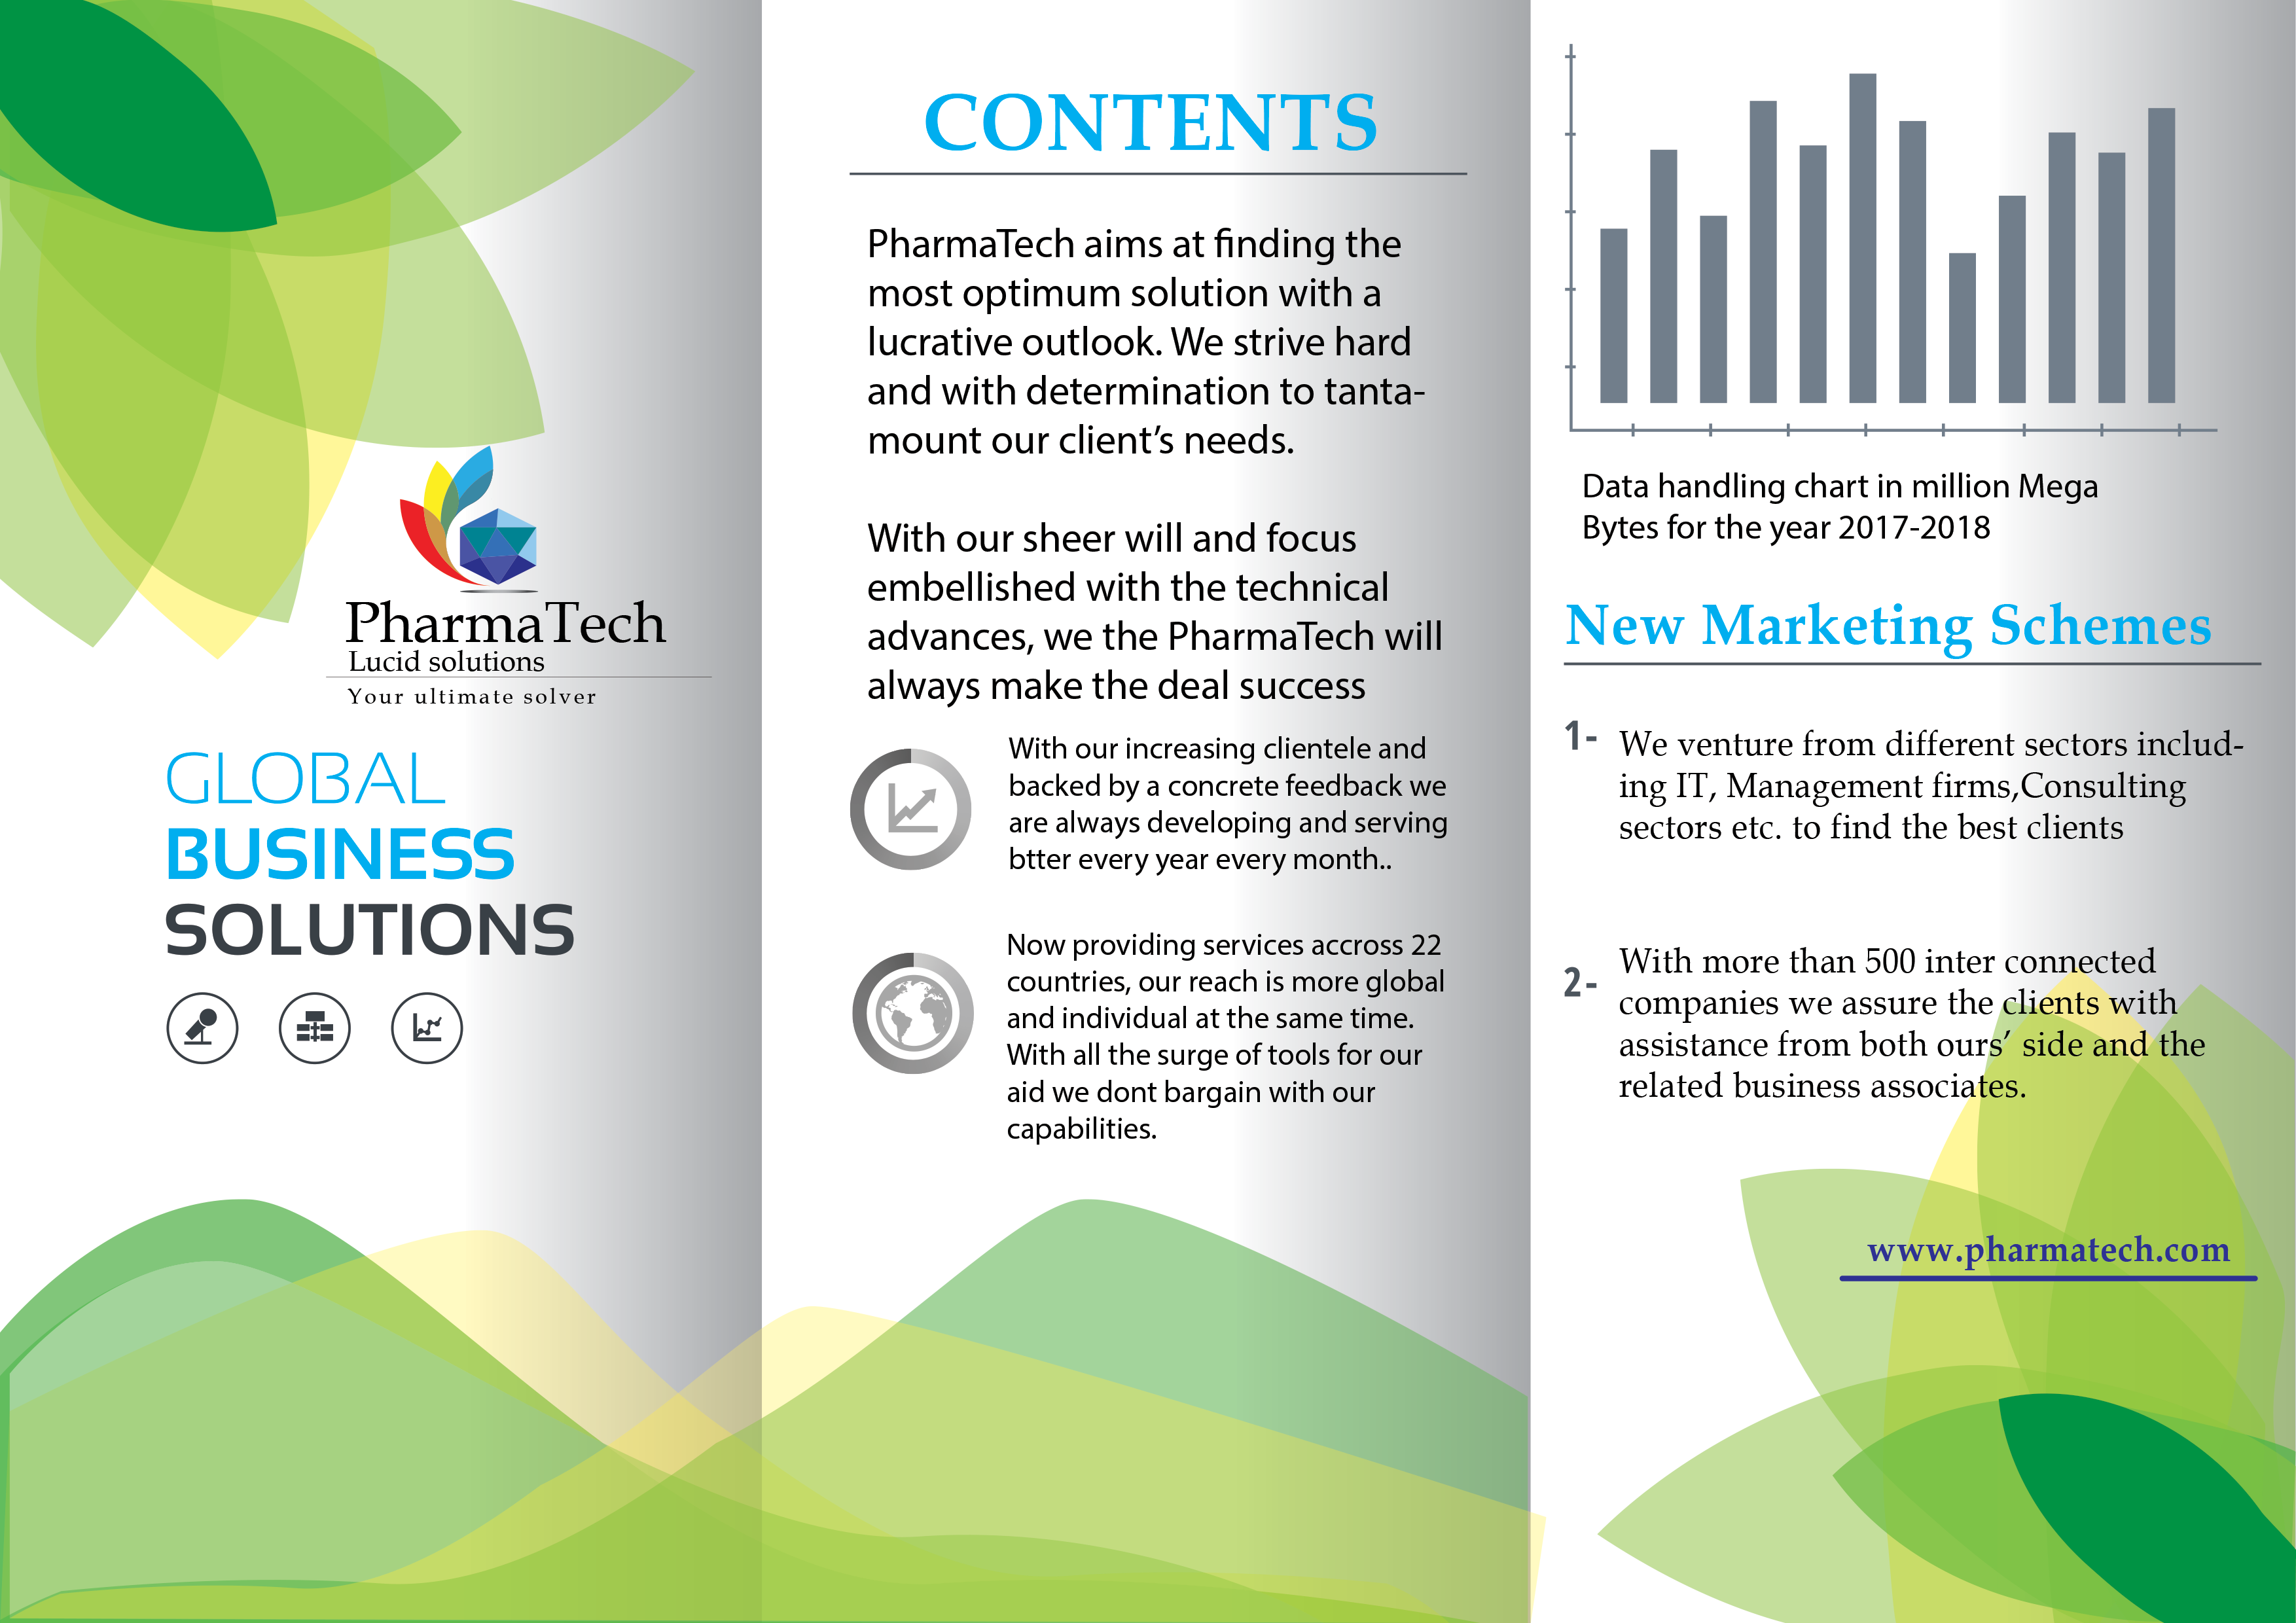 PharmaTech
Lucid solutions
Your ultimate solver
GLOBAL
BUSINESS
SOLUTIONS
CONTENTS
PharmaTech aims at finding the
most optimum solution with a
lucrative outlook. We strive hard
and with determination to tanta-
mount our client’s needs.
With our sheer will and focus
embellished with the technical
advances, we the PharmaTech will
always make the deal success
With our increasing clientele and
backed by a concrete feedback we
are always developing and serving
btter every year every month..
Now providing services accross 22
countries, our reach is more global
and individual at the same time.
With all the surge of tools for our
aid we dont bargain with our
capabilities.
Data handling chart in million Mega
Bytes for the year 2017-2018
New Marketing Schemes
1- We venture from different sectors includ-
ing IT, Management firms,Consulting
sectors etc. to find the best clients
2- With more than 500 inter connected
companies we assure the clients with
assistance from both ours’ side and the
related business associates.
www.pharmatech.com